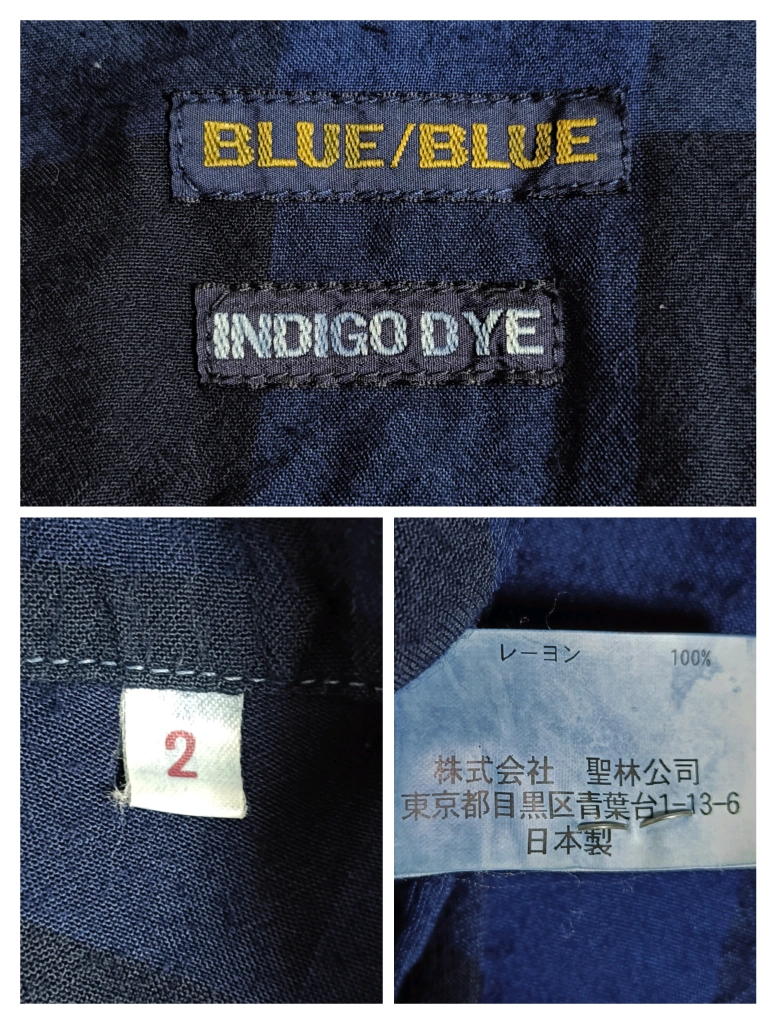 BLUE/BLUE
INDIGO DYE
2
レーヨン 100%
株式会社 聖林公司
東京都目黒区青葉台1-13-6
日本製